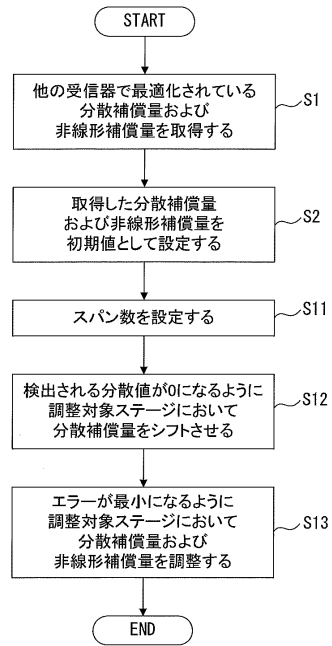 START
他の受信器で最適化されている
分散補償量および
非線形補償量を取得する
S1
取得した分散補償量
および非線形補償量を
初期値として設定する
S2
スパン数を設定する
S11
検出される分散値が0になるように
調整対象ステージにおいて
分散補償量をシフトさせる
S12
エラーが最小になるように
調整対象ステージにおいて
分散補償量および
非線形補償量を調整する
S13
END